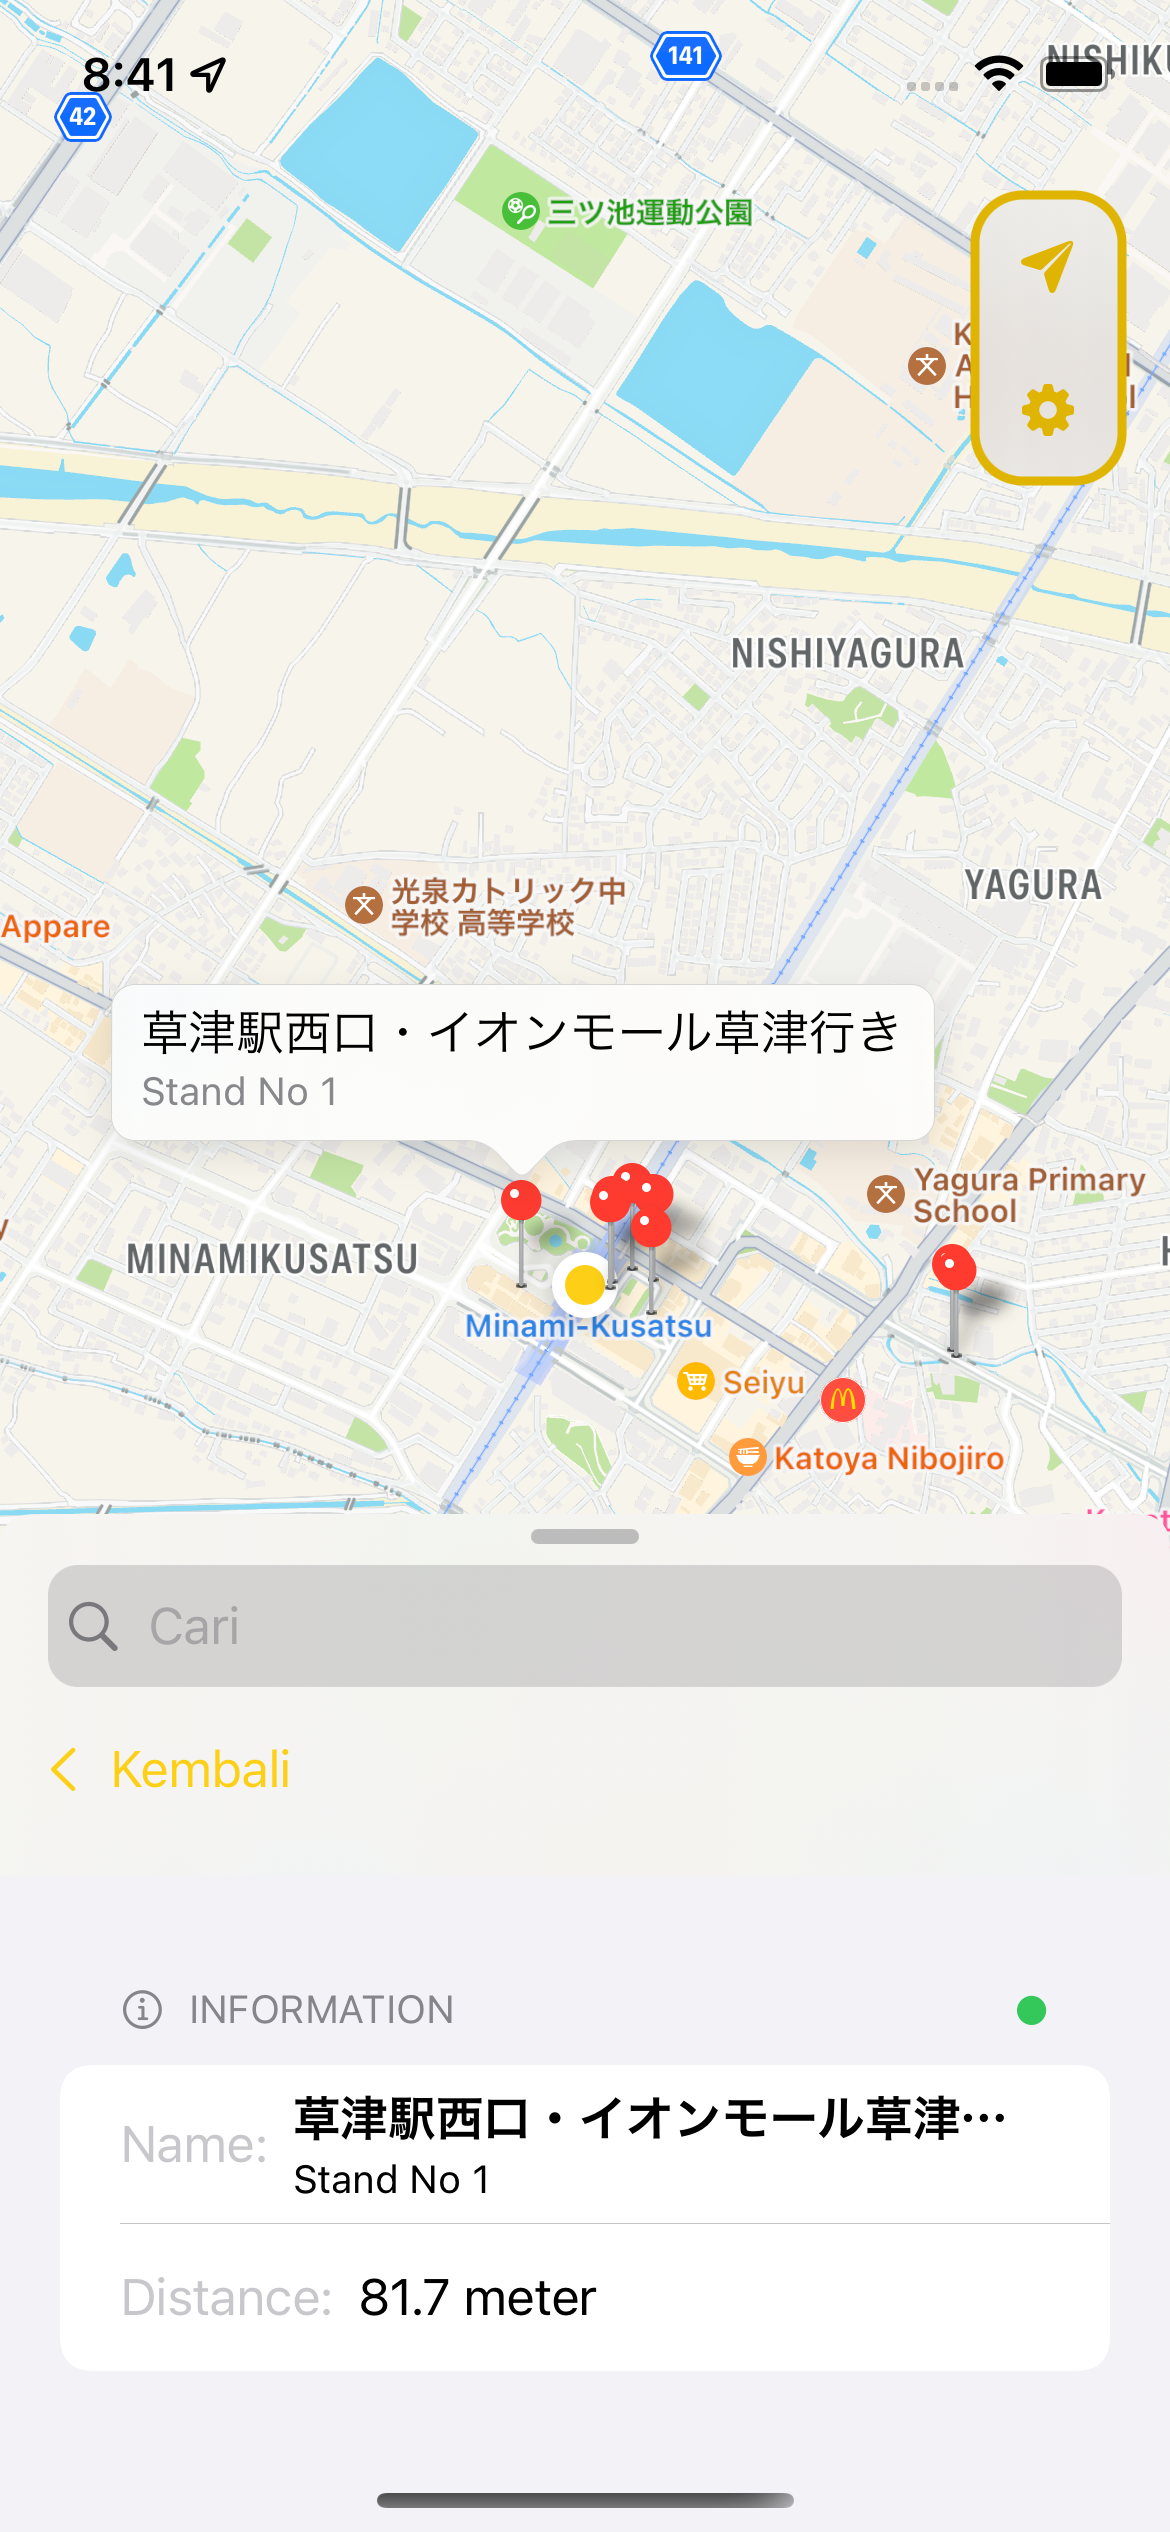 8:41
141
42
三ツ池運動公園
NISHIYAGURA
YAGURA
光泉カトリック中
学校 高等学校
Appare
草津駅西口・イオンモール草津行き
Stand No 1
Yagura Primary
School
MINAMIKUSATSU
Minami-Kusatsu
Seiyu
Katoya Nibojiro
Cari
Kembali
INFORMATION
Name: 草津駅西口・イオンモール草津…
Stand No 1
Distance: 81.7 meter